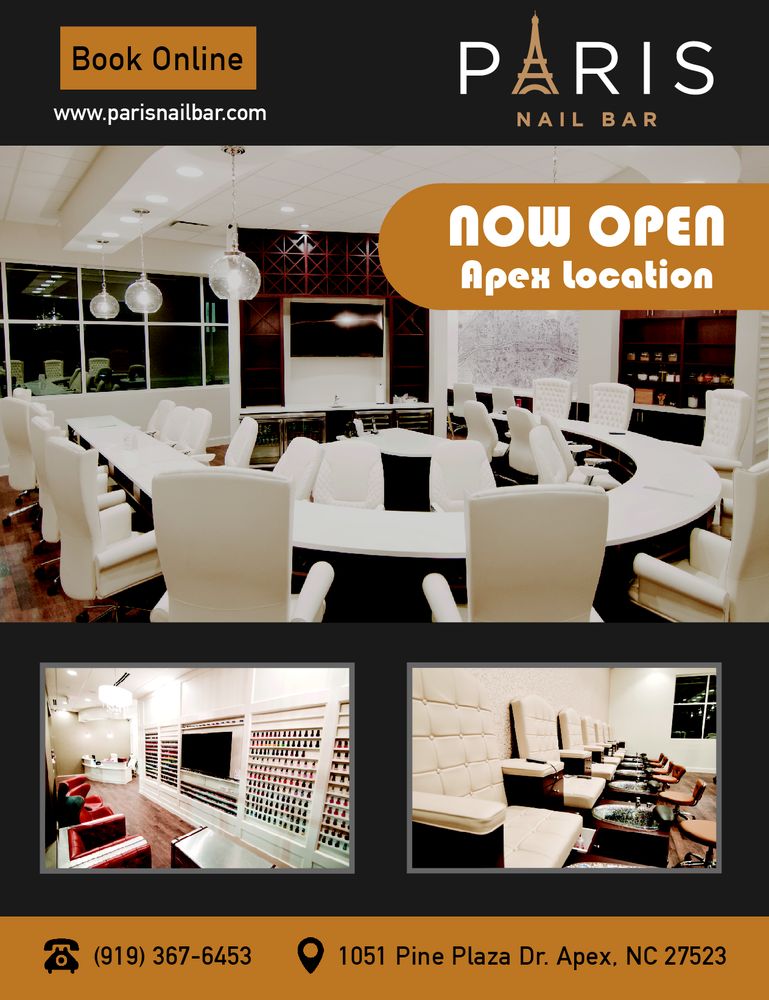 Book Online
www.parisnailbar.com
PARIS
NAIL BAR
NOW OPEN
Apex Location
(919) 367-6453
1051 Pine Plaza Dr. Apex, NC 27523